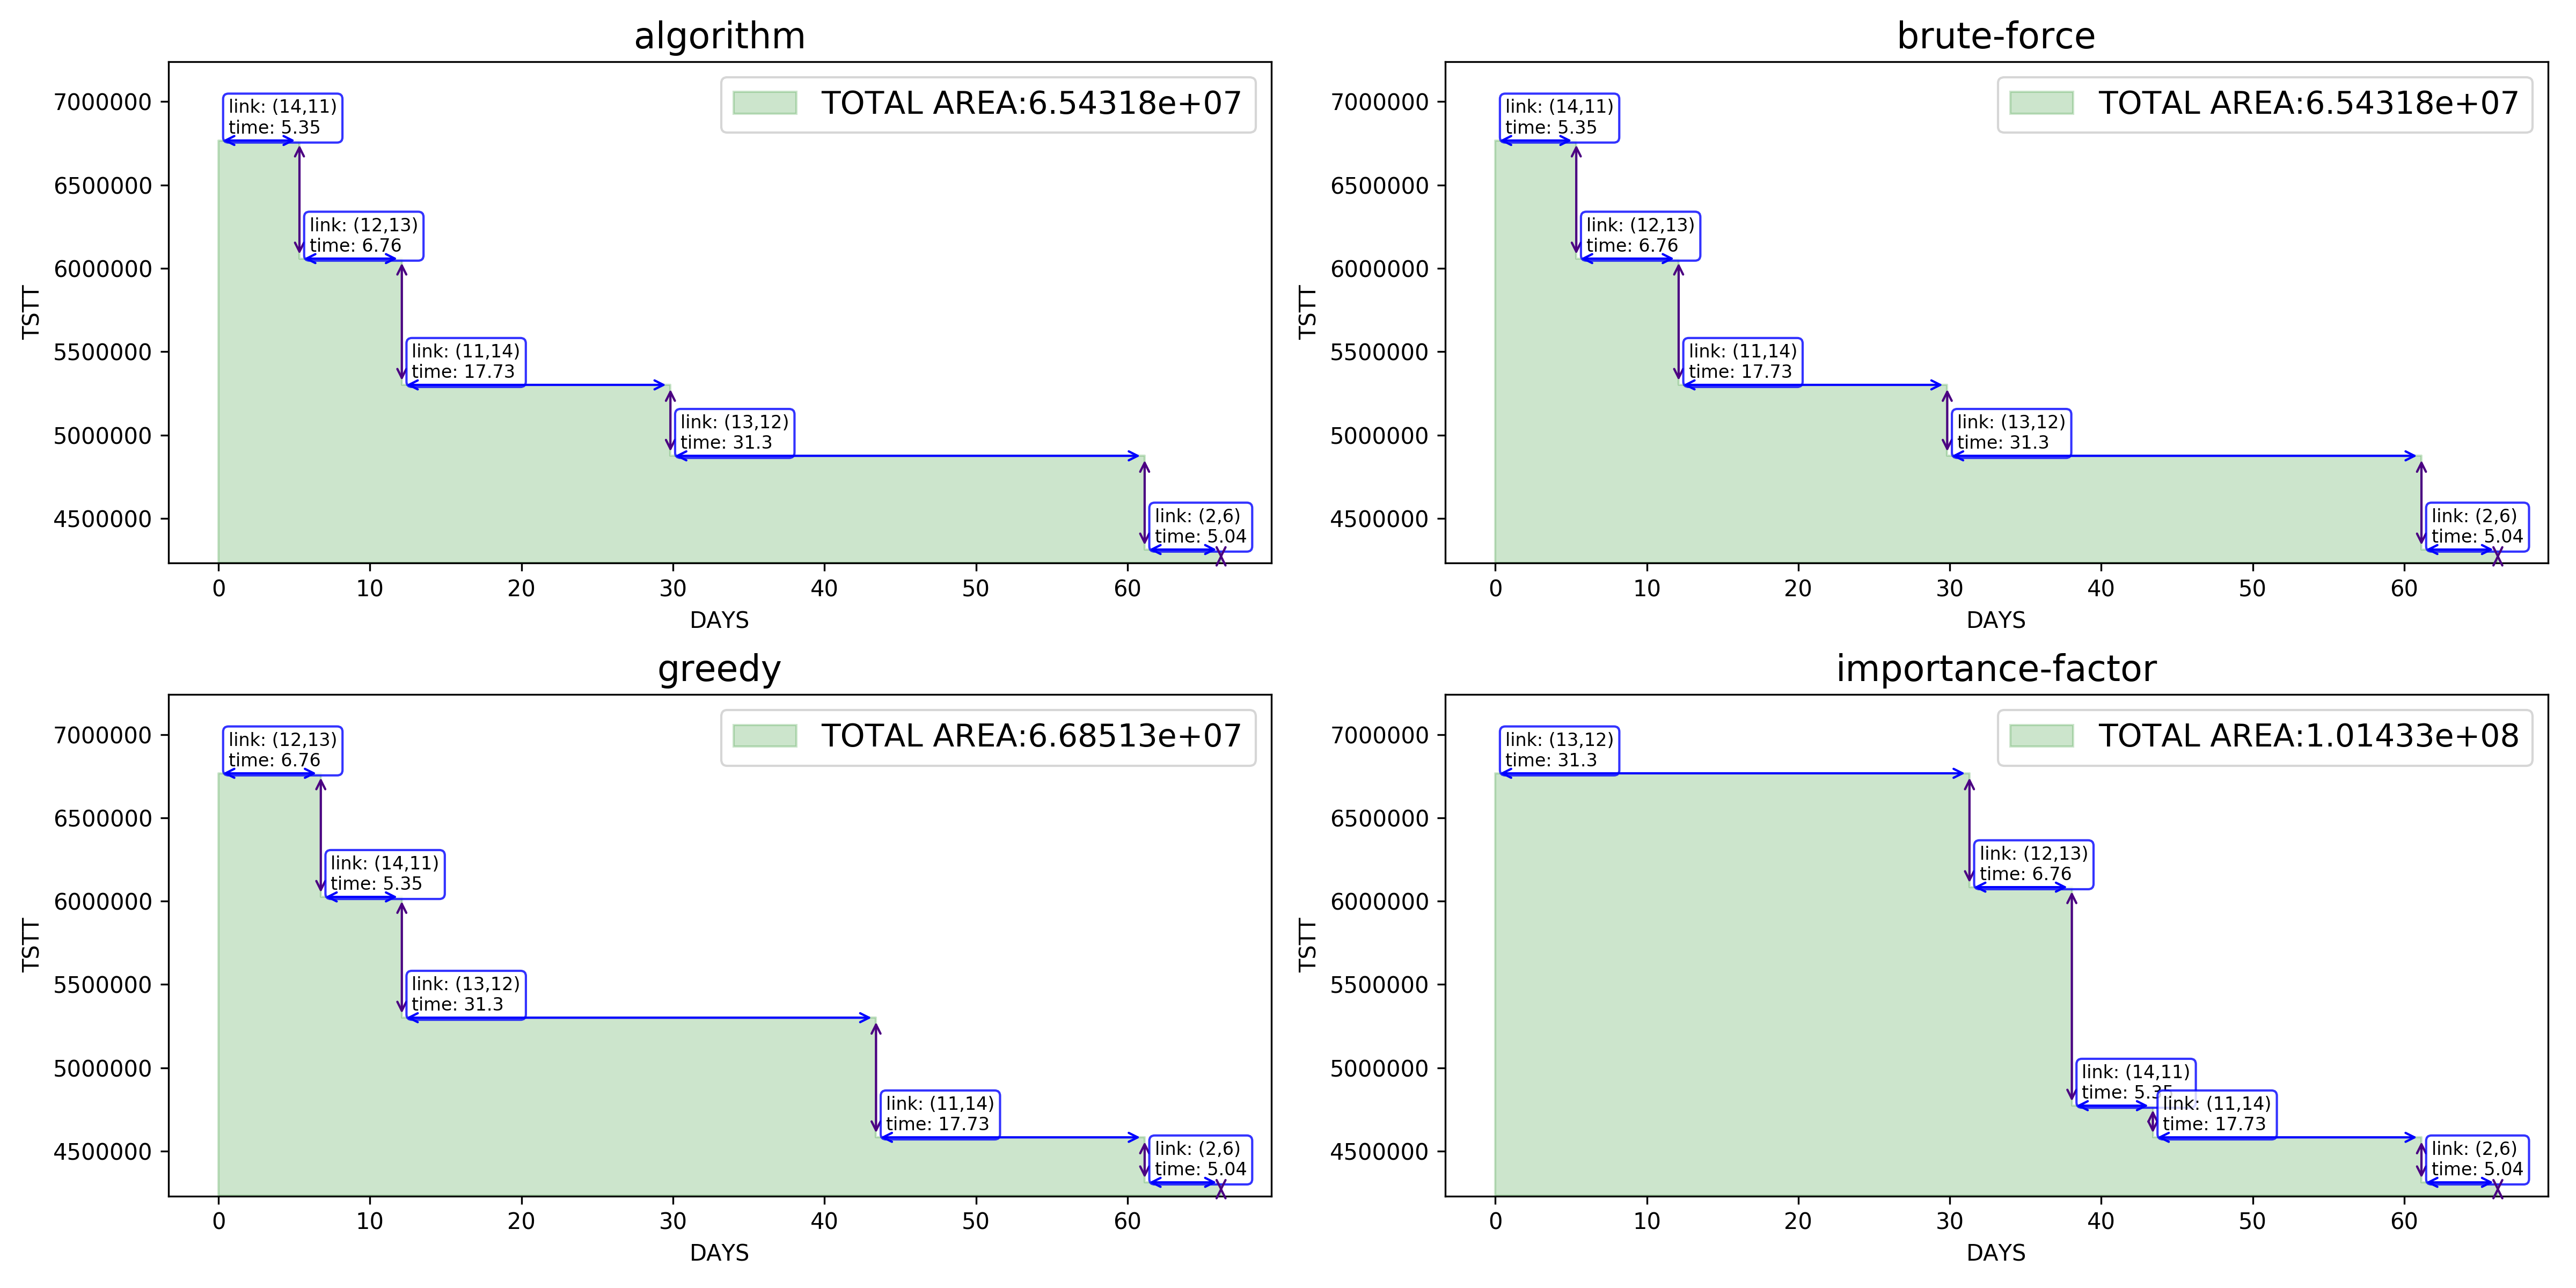 algorithm
TOTAL AREA:6.54318e+07
7000000
6500000
6000000
5500000
5000000
4500000
TSTT
link: (14,11)
time: 5.35
link: (12,13)
time: 6.76
link: (11,14)
time: 17.73
link: (13,12)
time: 31.3
link: (2,6)
time: 5.04
0 10 20 30 40 50 60
DAYS
brute-force
TOTAL AREA:6.54318e+07
7000000
6500000
6000000
5500000
5000000
4500000
TSTT
link: (14,11)
time: 5.35
link: (12,13)
time: 6.76
link: (11,14)
time: 17.73
link: (13,12)
time: 31.3
link: (2,6)
time: 5.04
0 10 20 30 40 50 60
DAYS
greedy
TOTAL AREA:6.68513e+07
7000000
6500000
6000000
5500000
5000000
4500000
TSTT
link: (12,13)
time: 6.76
link: (14,11)
time: 5.35
link: (13,12)
time: 31.3
link: (11,14)
time: 17.73
link: (2,6)
time: 5.04
0 10 20 30 40 50 60
DAYS
importance-factor
TOTAL AREA:1.01433e+08
7000000
6500000
6000000
5500000
5000000
4500000
TSTT
link: (13,12)
time: 31.3
link: (12,13)
time: 6.76
link: (14,11)
time: 5.35
link: (11,14)
time: 17.73
link: (2,6)
time: 5.04
0 10 20 30 40 50 60
DAYS